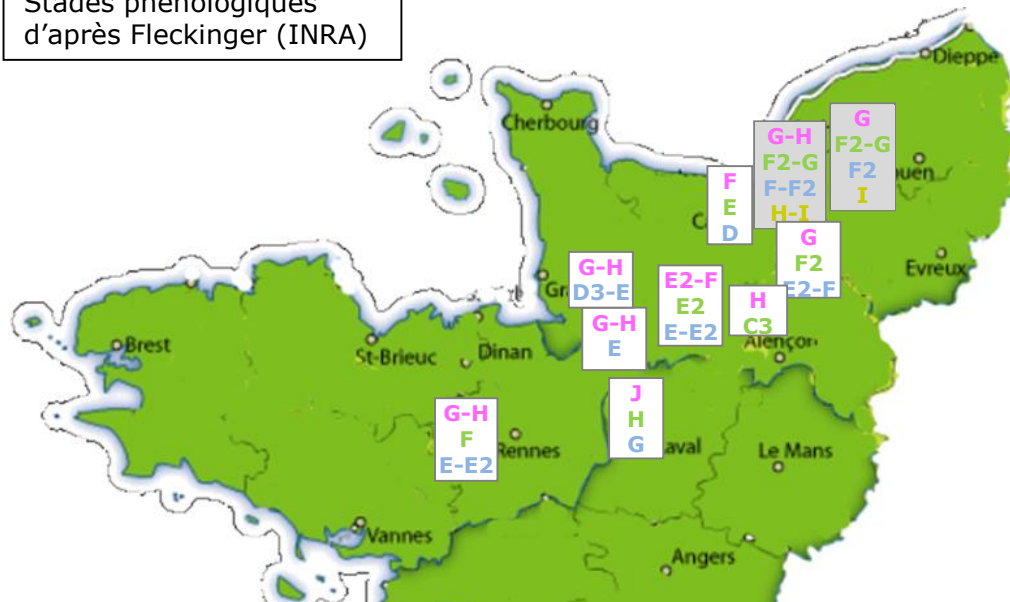 Stades phénologiques
d'après Fleckinger (INRA)
Dieppe
Cherbourg
G
F2-G
F2
I
G-H
F2-G
F-F2
H-I
F
E
D
G
F2
E2-F
Evreux
G-H
D3-E
E2-F
E2
E-E2
H
C3
Alençon
G-H
E
Brest
St-Brieuc
Dinan
J
H
G
G-H
F
E-E2
Rennes
Le Mans
Vannes
Angers